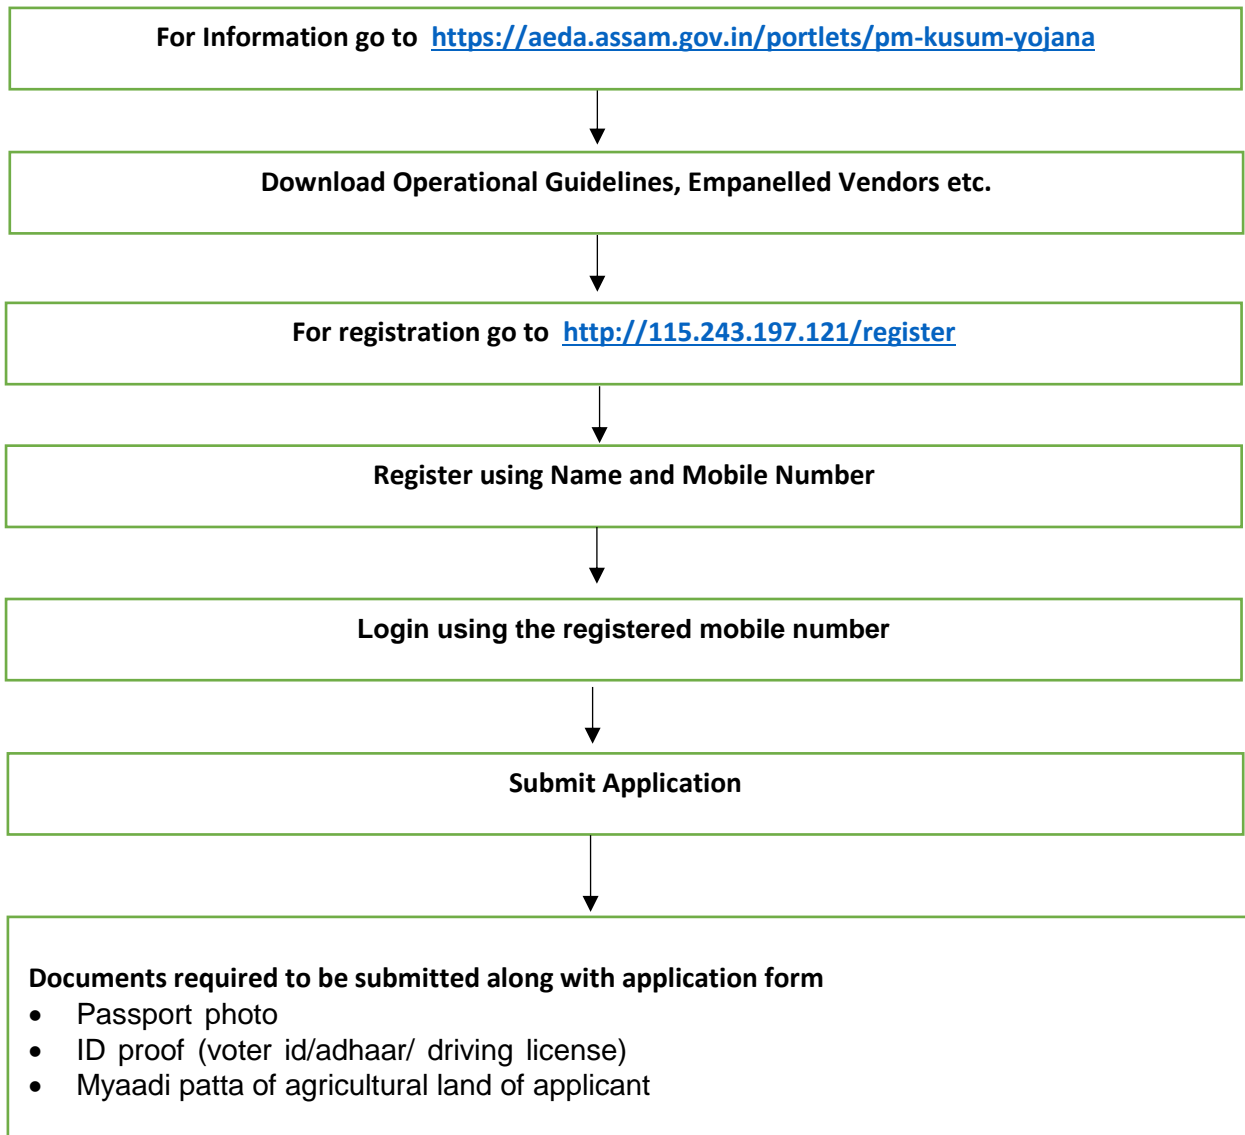 For Information go to https://aeda.assam.gov.in/portlets/pm-kusum-yojana
Download Operational Guidelines, Empanelled Vendors etc.
For registration go to http://115.243.197.121/register
Register using Name and Mobile Number
Login using the registered mobile number
Submit Application
Documents required to be submitted along with application form
• Passport photo
• ID proof (voter id/adhaar/ driving license)
• Myaadi patta of agricultural land of applicant